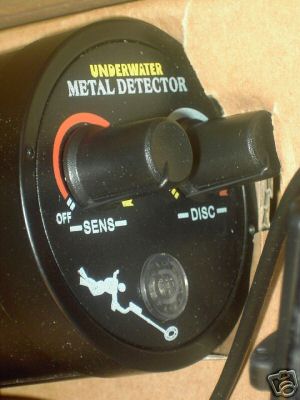 UNDERWATER
METAL DETECTOR
OFF
SENS
DISC